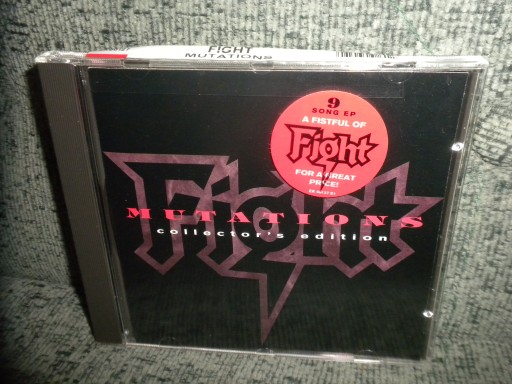 FIGHT
MUTATIONS
9
SONG EP
A FISTFUL OF
Fight
FOR A GREAT
PRICE!
Fight
MUTATIONS
collector's edition